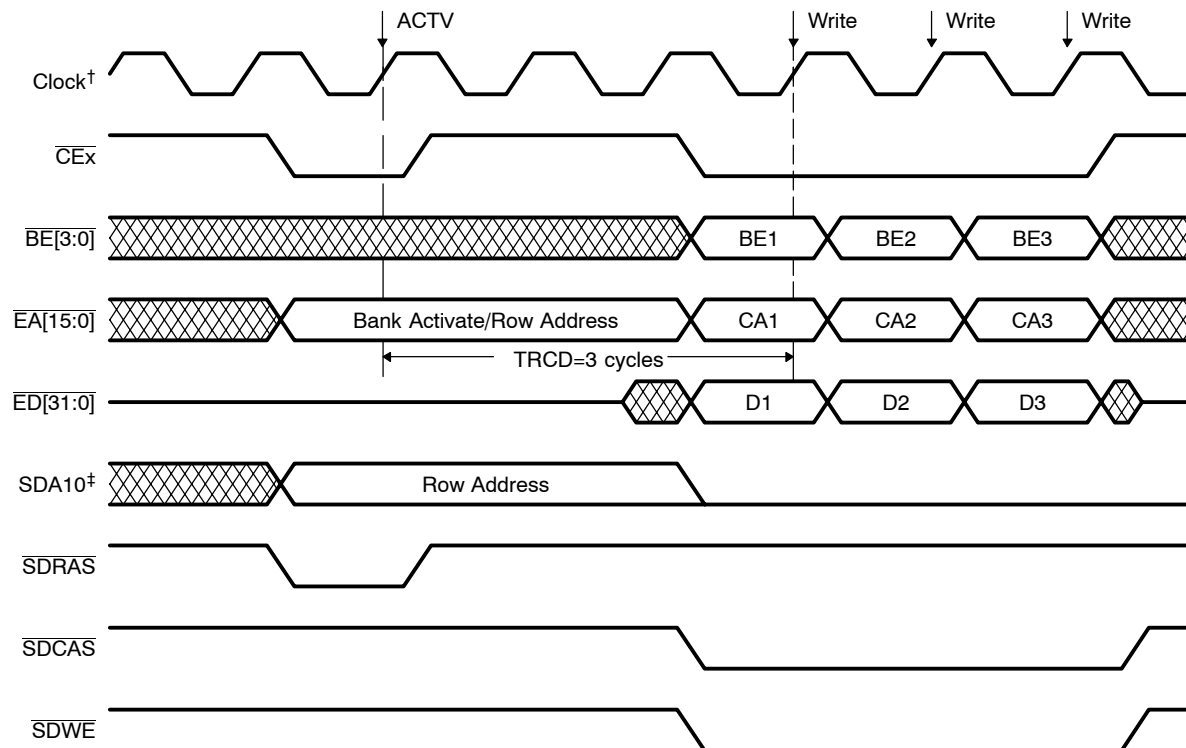 ACTV Write Write Write
Clock†
CEx
BE[3:0] BE1 BE2 BE3
EA[15:0] Bank Activate/Row Address CA1 CA2 CA3
TRCD=3 cycles
ED[31:0] D1 D2 D3
SDA10‡ Row Address
SDRAS
SDCAS
SDWE